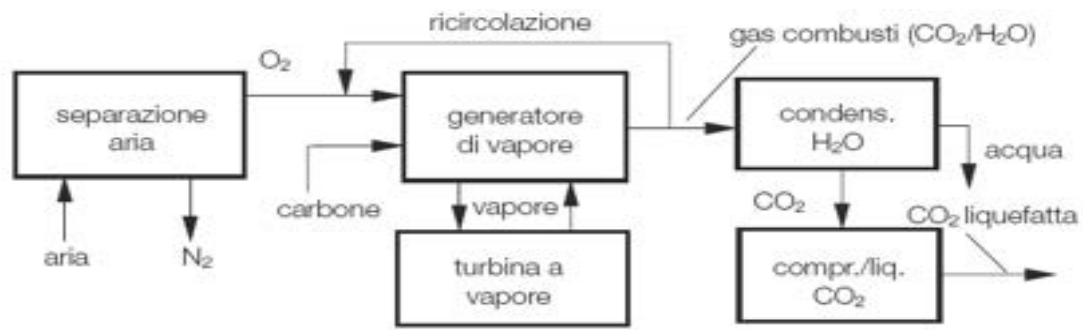 ricircolazione
gas combusti (CO₂/H₂O)
O₂
separazione
aria
generatore
di vapore
condens.
H₂O
acqua
carbone
vapore
CO₂
CO₂ liquefatta
aria
N₂
turbina a
vapore
compr./liq.
CO₂